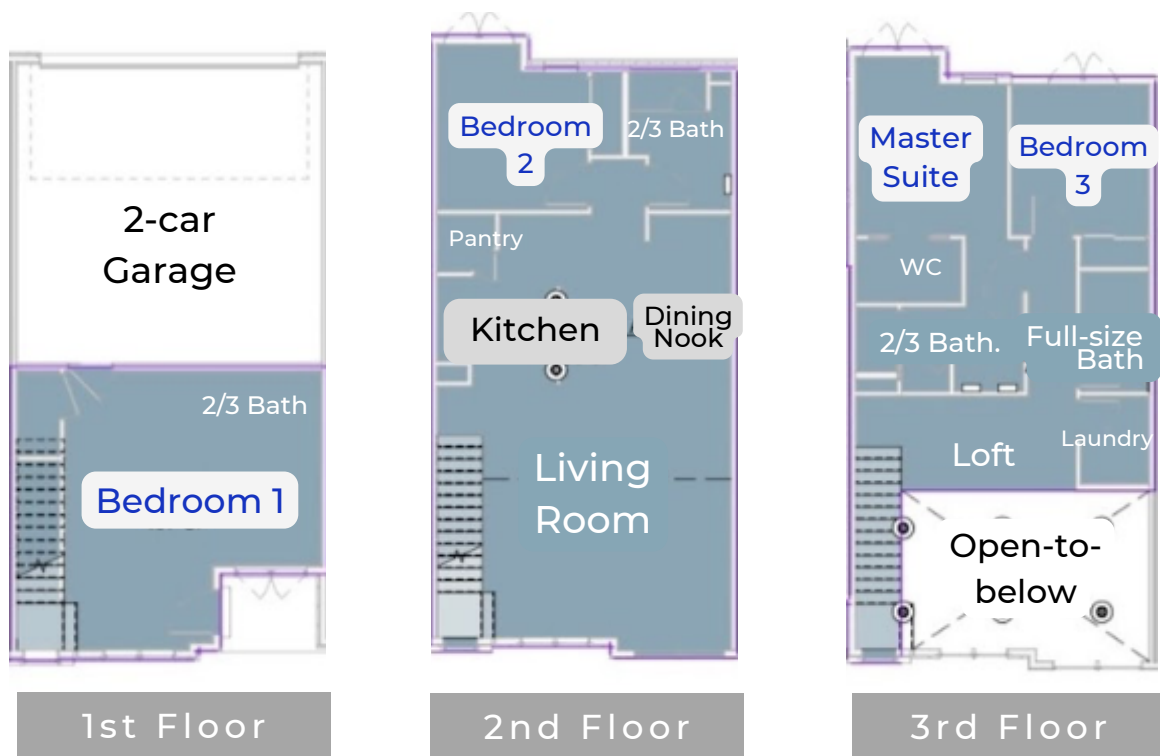 2-car
Garage
2/3 Bath
Bedroom 1
1st Floor
Bedroom
2
2/3 Bath
Pantry
Kitchen
Dining
Nook
Living
Room
2nd Floor
Master
Suite
Bedroom
3
WC
2/3 Bath.
Full-size
Bath
Loft
Laundry
Open-to-
below
3rd Floor